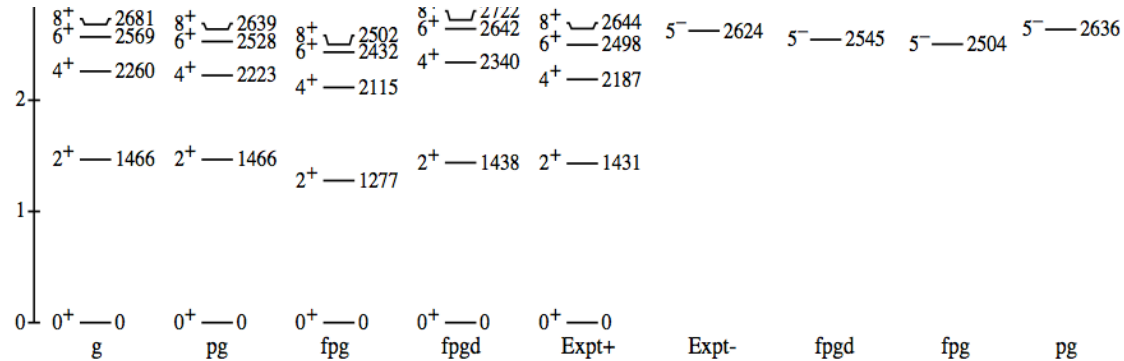 8+ 2681 8+ 2639 8+ 2502 8+ 2722 8+ 2644
6+ 2569 6+ 2528 6+ 2432 6+ 2642 6+ 2498 5− 2624 5− 2545 5− 2504 5− 2636
4+ 2260 4+ 2223 4+ 2115 4+ 2340 4+ 2187
2
2+ 1466 2+ 1466 2+ 1277 2+ 1438 2+ 1431
1
0 0+ 0 0+ 0 0+ 0 0+ 0 0+ 0
g pg fpg fpgd Expt+ Expt- fpgd fpg pg